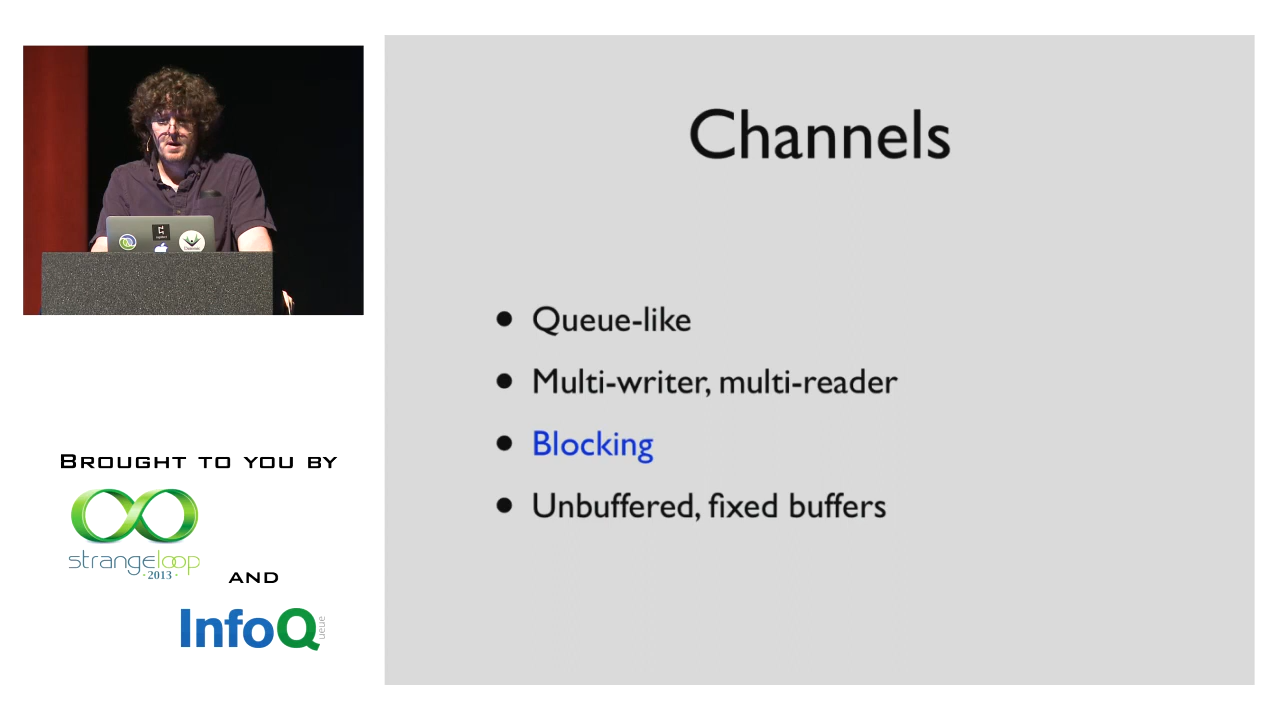 Channels
• Queue-like
• Multi-writer, multi-reader
• Blocking
• Unbuffered, fixed buffers
BROUGHT TO YOU BY
strangeloop
·2013·
AND
InfoQ
ueue